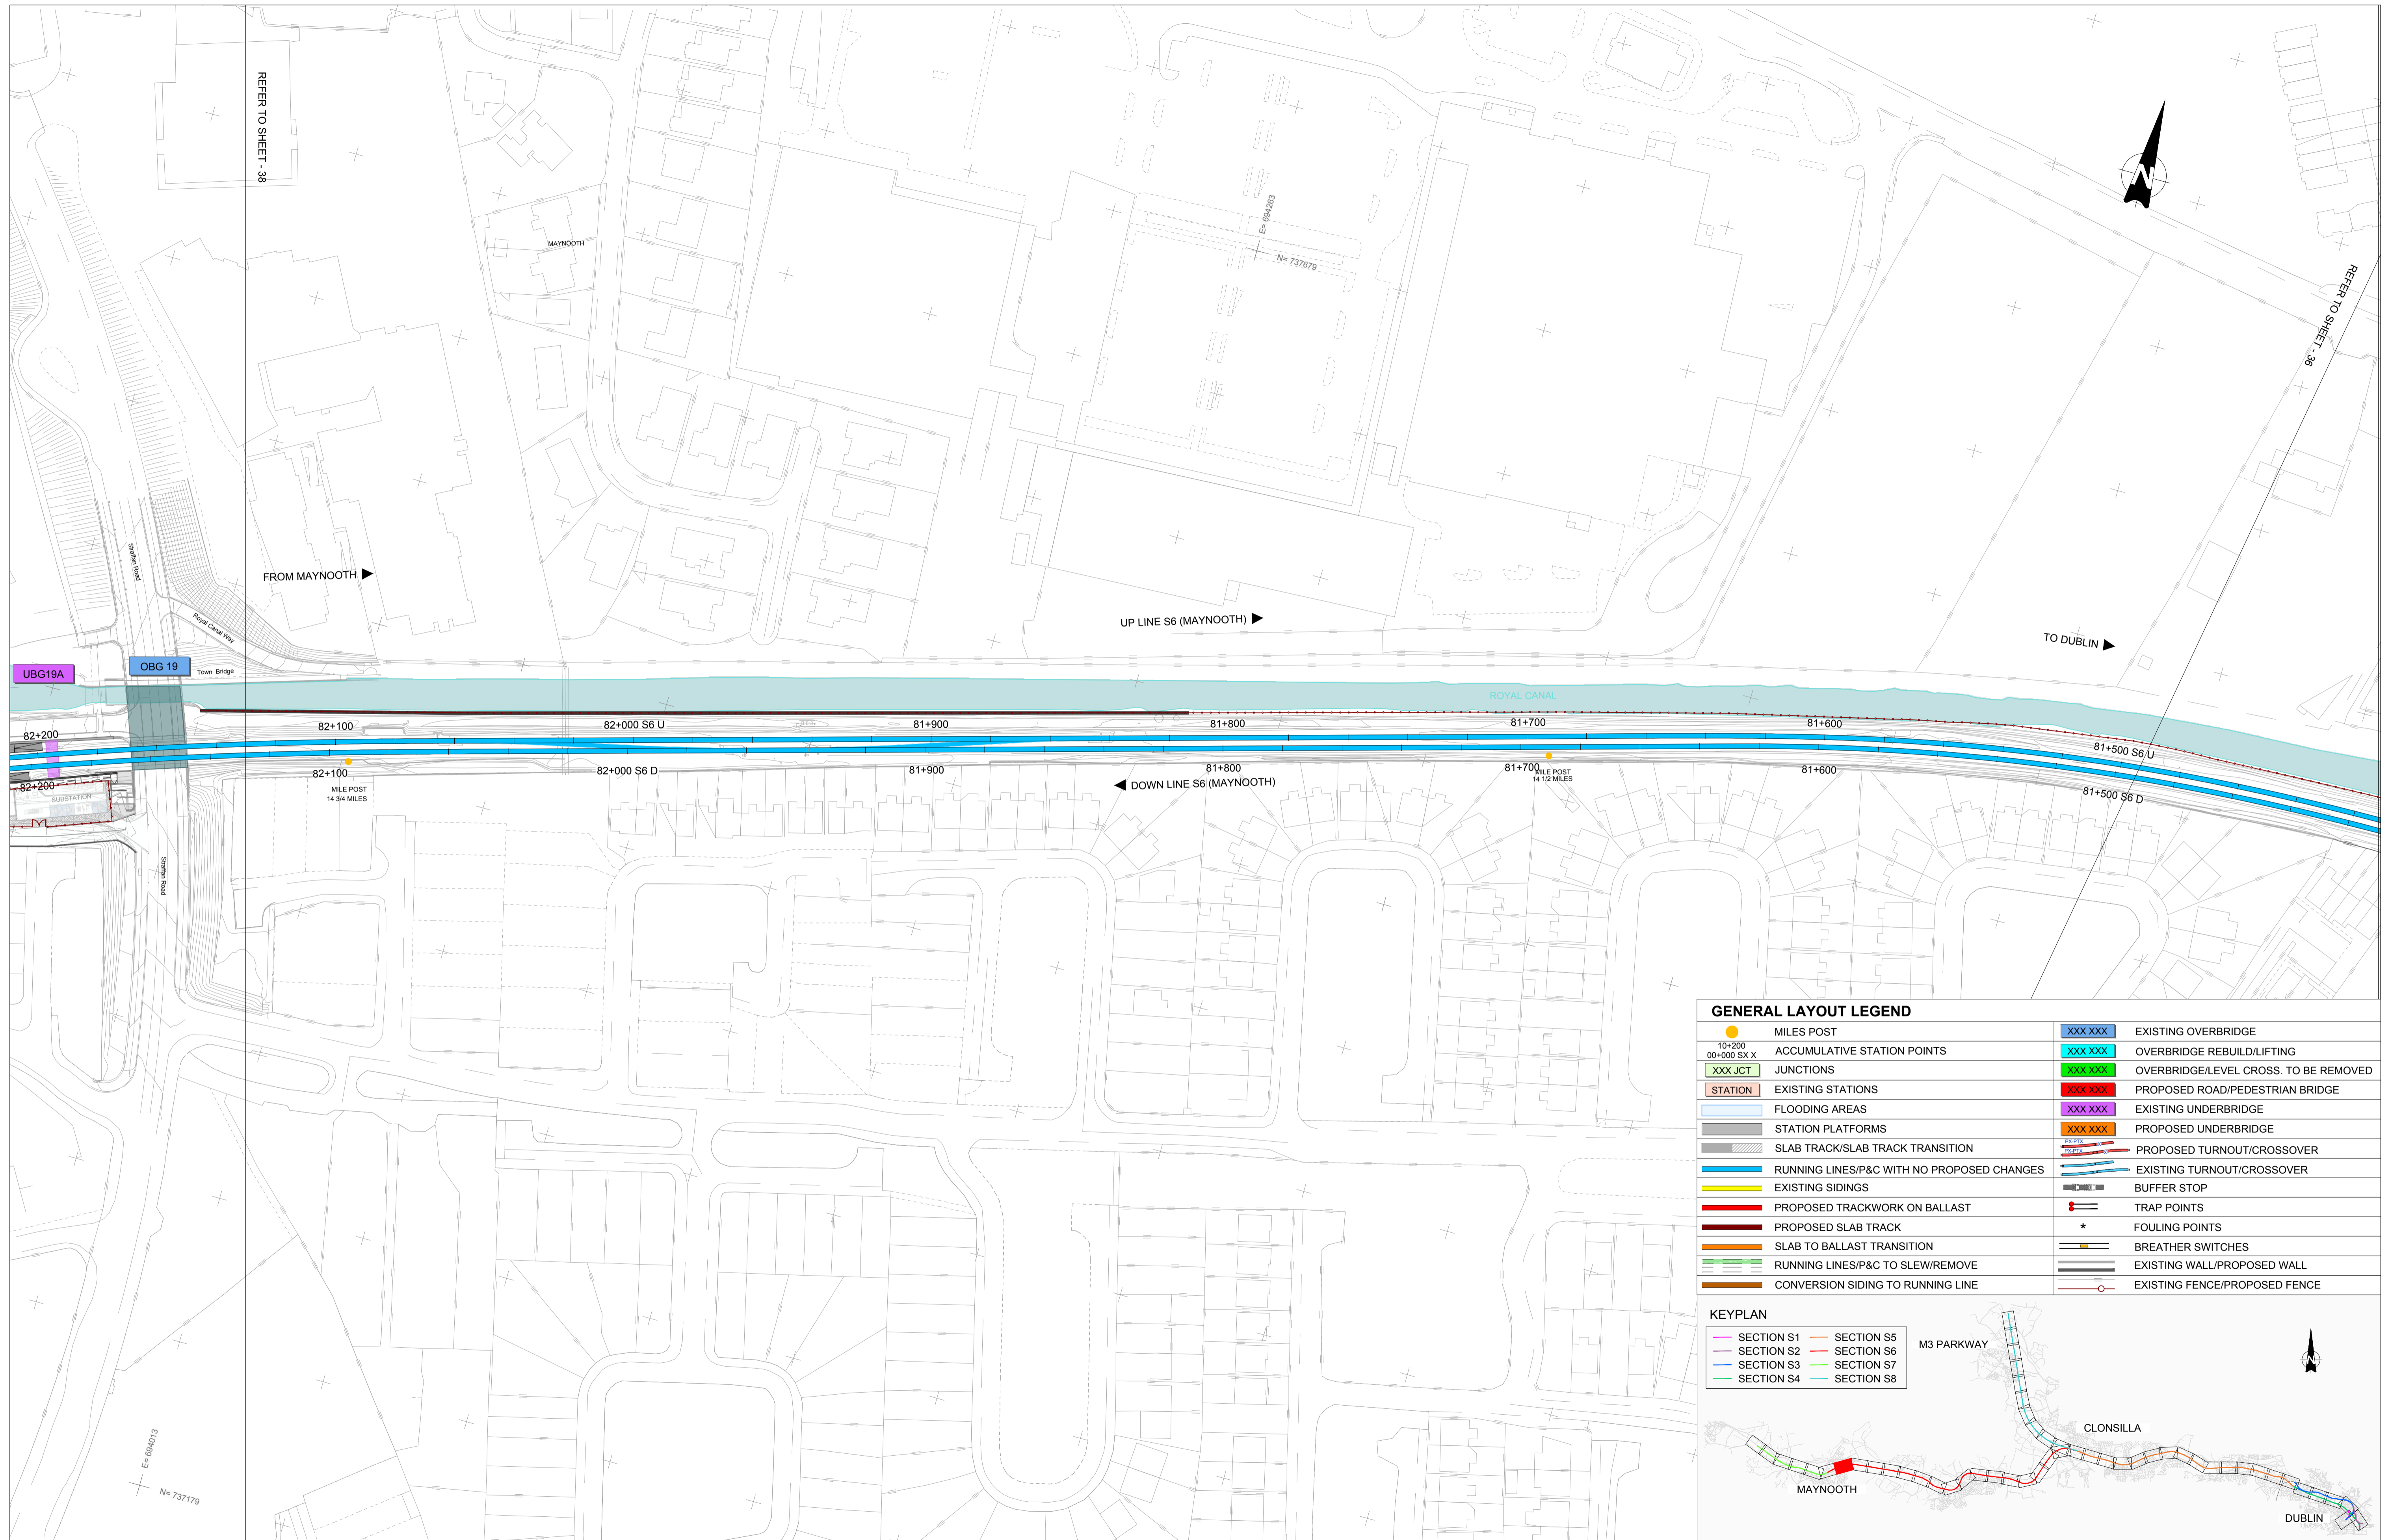 REFER TO SHEET - 38
MAYNOOTH
E= 694263
N= 737679
REFER TO SHEET - 36
Straffan Road
FROM MAYNOOTH
Royal Canal Way
UP LINE S6 (MAYNOOTH)
TO DUBLIN
UBG19A
OBG 19
Town Bridge
ROYAL CANAL
82+200
82+100
82+000 S6 U
81+900
81+800
81+700
81+600
81+500 S6 U
82+200
82+100
82+000 S6 D
81+900
81+800
81+700
81+600
81+500 S6 D
SUBSTATION
MILE POST
14 3/4 MILES
DOWN LINE S6 (MAYNOOTH)
MILE POST
14 1/2 MILES
Straffan Road
E= 694013
N= 737179
GENERAL LAYOUT LEGEND
MILES POST
10+200
00+000 SX X
ACCUMULATIVE STATION POINTS
XXX JCT
JUNCTIONS
STATION
EXISTING STATIONS
FLOODING AREAS
STATION PLATFORMS
SLAB TRACK/SLAB TRACK TRANSITION
RUNNING LINES/P&C WITH NO PROPOSED CHANGES
EXISTING SIDINGS
PROPOSED TRACKWORK ON BALLAST
PROPOSED SLAB TRACK
SLAB TO BALLAST TRANSITION
RUNNING LINES/P&C TO SLEW/REMOVE
CONVERSION SIDING TO RUNNING LINE
XXX XXX
EXISTING OVERBRIDGE
XXX XXX
OVERBRIDGE REBUILD/LIFTING
XXX XXX
OVERBRIDGE/LEVEL CROSS. TO BE REMOVED
XXX XXX
PROPOSED ROAD/PEDESTRIAN BRIDGE
XXX XXX
EXISTING UNDERBRIDGE
XXX XXX
PROPOSED UNDERBRIDGE
PX-PTX
PX-PTX
PROPOSED TURNOUT/CROSSOVER
EXISTING TURNOUT/CROSSOVER
BUFFER STOP
TRAP POINTS
* FOULING POINTS
BREATHER SWITCHES
EXISTING WALL/PROPOSED WALL
EXISTING FENCE/PROPOSED FENCE
KEYPLAN
SECTION S1
SECTION S2
SECTION S3
SECTION S4
SECTION S5
SECTION S6
SECTION S7
SECTION S8
M3 PARKWAY
CLONSILLA
MAYNOOTH
DUBLIN
N
N